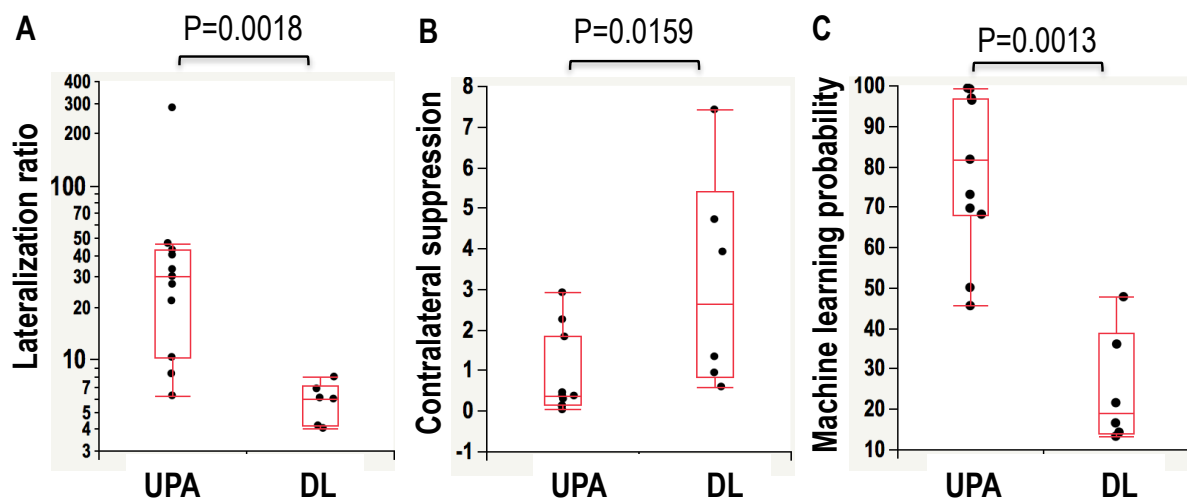 A
P=0.0018
Lateralization ratio
400
300
200
100
70
50
40
30
20
10
7
5
4
3
UPA
DL
B
P=0.0159
Contralateral suppression
8
7
6
5
4
3
2
1
0
-1
UPA
DL
C
P=0.0013
Machine learning probability
100
90
80
70
60
50
40
30
20
10
UPA
DL